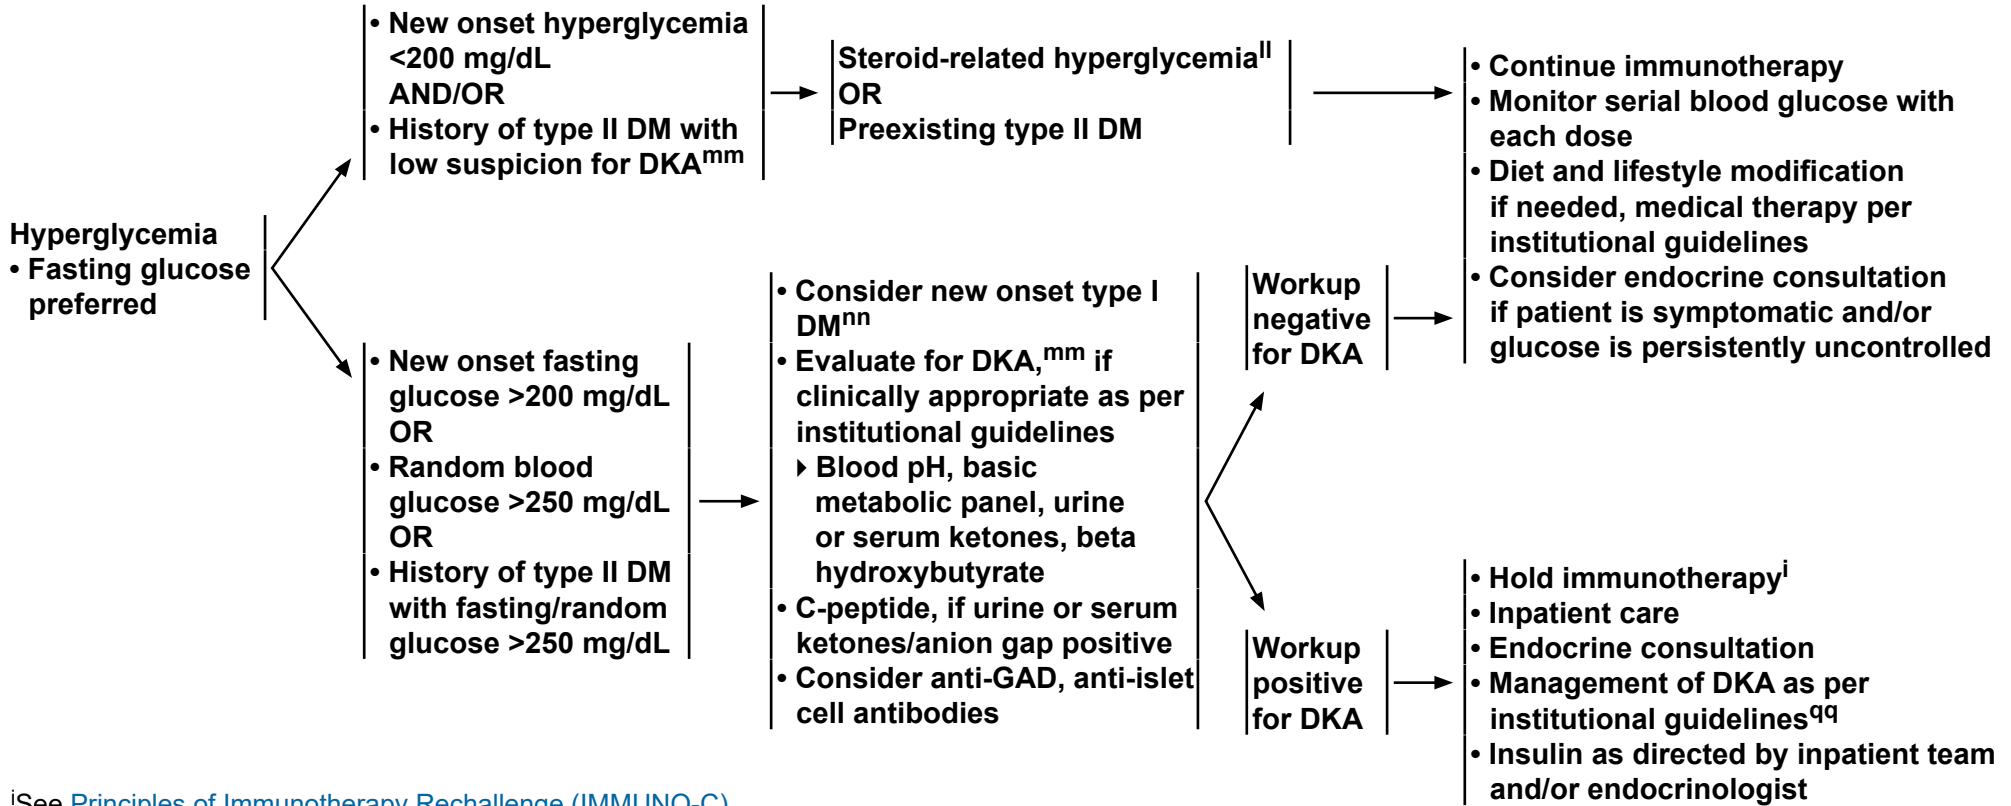 Hyperglycemia
• Fasting glucose
preferred
• New onset hyperglycemia
<200 mg/dL
AND/OR
• History of type II DM with
low suspicion for DKAmm
Steroid-related hyperglycemiall
OR
Preexisting type II DM
• Continue immunotherapy
• Monitor serial blood glucose with
each dose
• Diet and lifestyle modification
if needed, medical therapy per
institutional guidelines
• Consider endocrine consultation
if patient is symptomatic and/or
glucose is persistently uncontrolled
• New onset fasting
glucose >200 mg/dL
OR
• Random blood
glucose >250 mg/dL
OR
• History of type II DM
with fasting/random
glucose >250 mg/dL
• Consider new onset type I
DMnn
• Evaluate for DKA,mm if
clinically appropriate as per
institutional guidelines
▸ Blood pH, basic
metabolic panel, urine
or serum ketones, beta
hydroxybutyrate
• C-peptide, if urine or serum
ketones/anion gap positive
• Consider anti-GAD, anti-islet
cell antibodies
Workup
negative
for DKA
Workup
positive
for DKA
• Hold immunotherapyi
• Inpatient care
• Endocrine consultation
• Management of DKA as per
institutional guidelinesqq
• Insulin as directed by inpatient team
and/or endocrinologist
iSee Principles of Immunotherapy Rechallenge (IMMUNO-C)